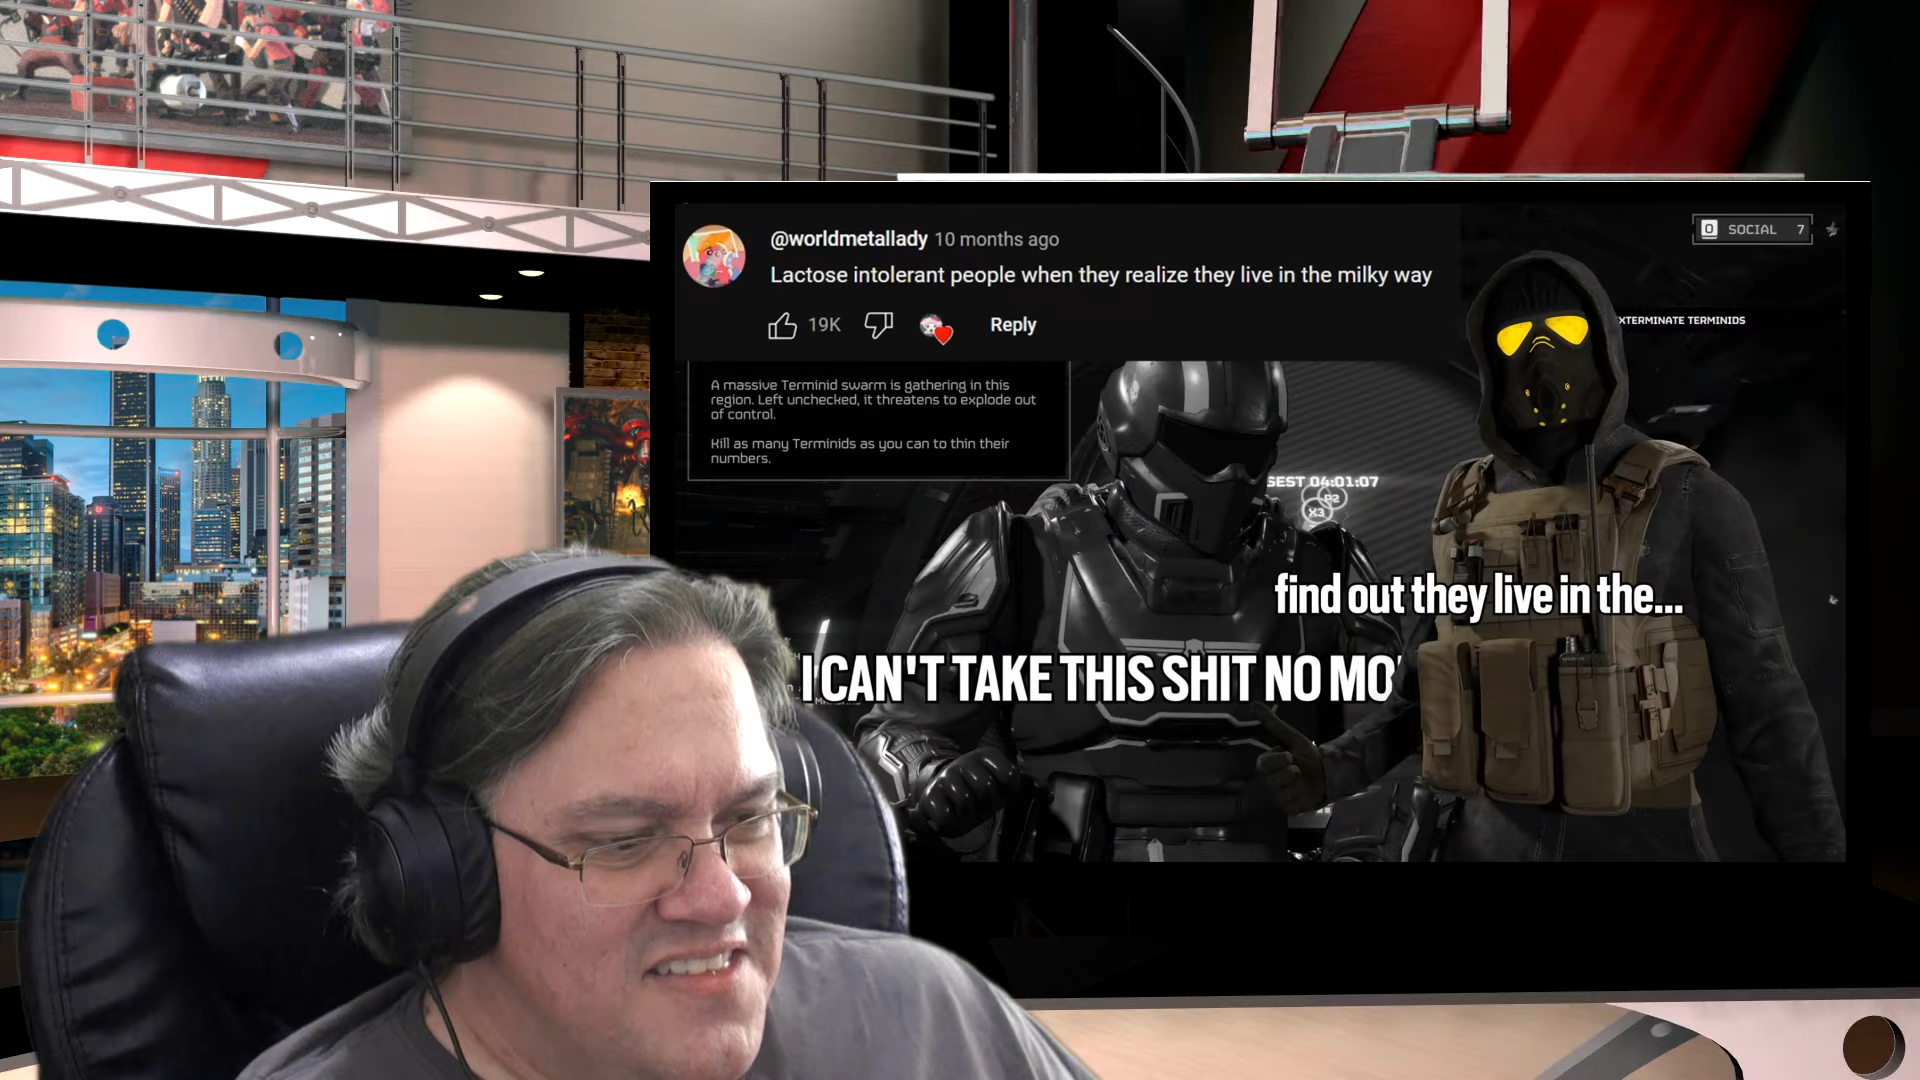 @worldmetallady 10 months ago
Lactose intolerant people when they realize they live in the milky way
19K
Reply
SOCIAL 7
XTERMINATE TERMINIDS
A massive Terminid swarm is gathering in this
region. Left unchecked, it threatens to explode out
of control.
Kill as many Terminids as you can to thin their
numbers.
GEST 04:01:07
P2
X3
find out they live in the...
I CAN'T TAKE THIS SHIT NO MO'